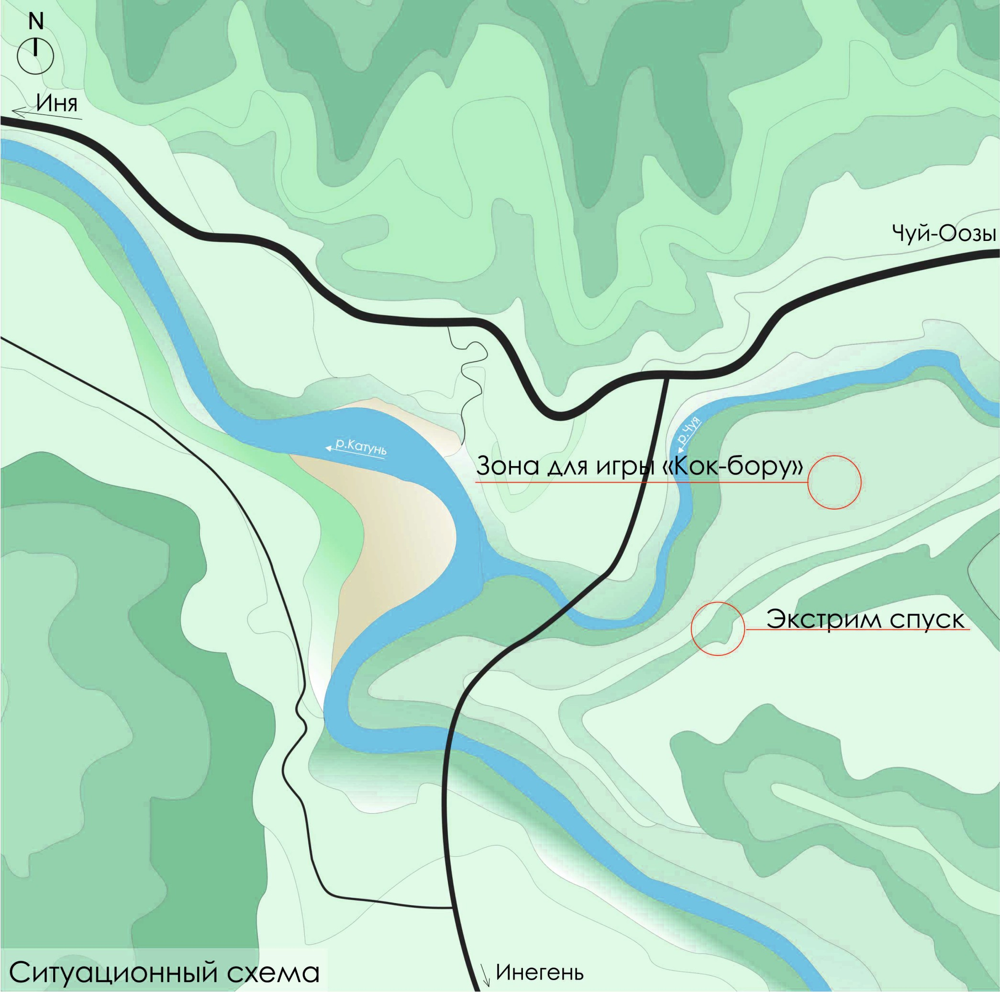 N
Иня
Чуй-Оозы
р.Чуя
р.Катунь
Зона для игры «Кок-бору»
Экстрим спуск
Ситуационный схема
Инегень